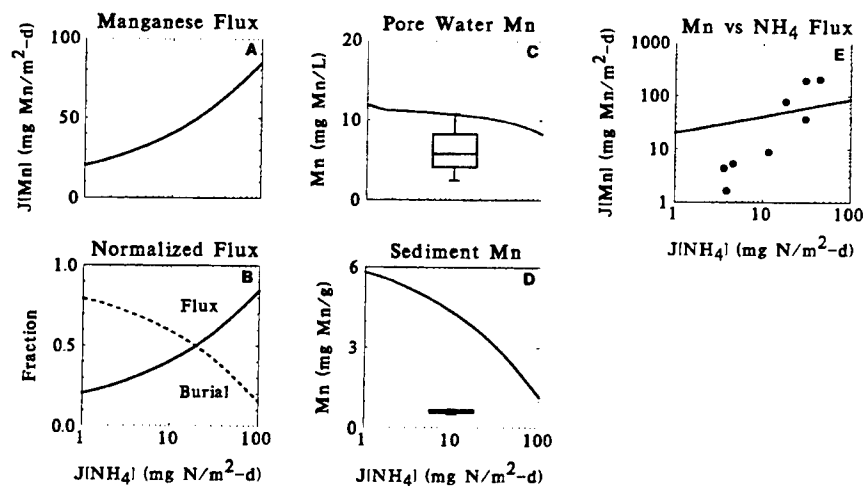 Manganese Flux
A
J[Mn] (mg Mn/m²-d)
100
50
0
Normalized Flux
B
Fraction
1.0
0.5
0.0
Flux
Burial
1
10
100
J[NH₄] (mg N/m²-d)
Pore Water Mn
C
Mn (mg Mn/L)
20
10
0
Sediment Mn
D
Mn (mg Mn/g)
6
3
0
1
10
100
J[NH₄] (mg N/m²-d)
Mn vs NH₄ Flux
E
J[Mn] (mg Mn/m²-d)
1000
100
10
1
1
10
100
J[NH₄] (mg N/m²-d)